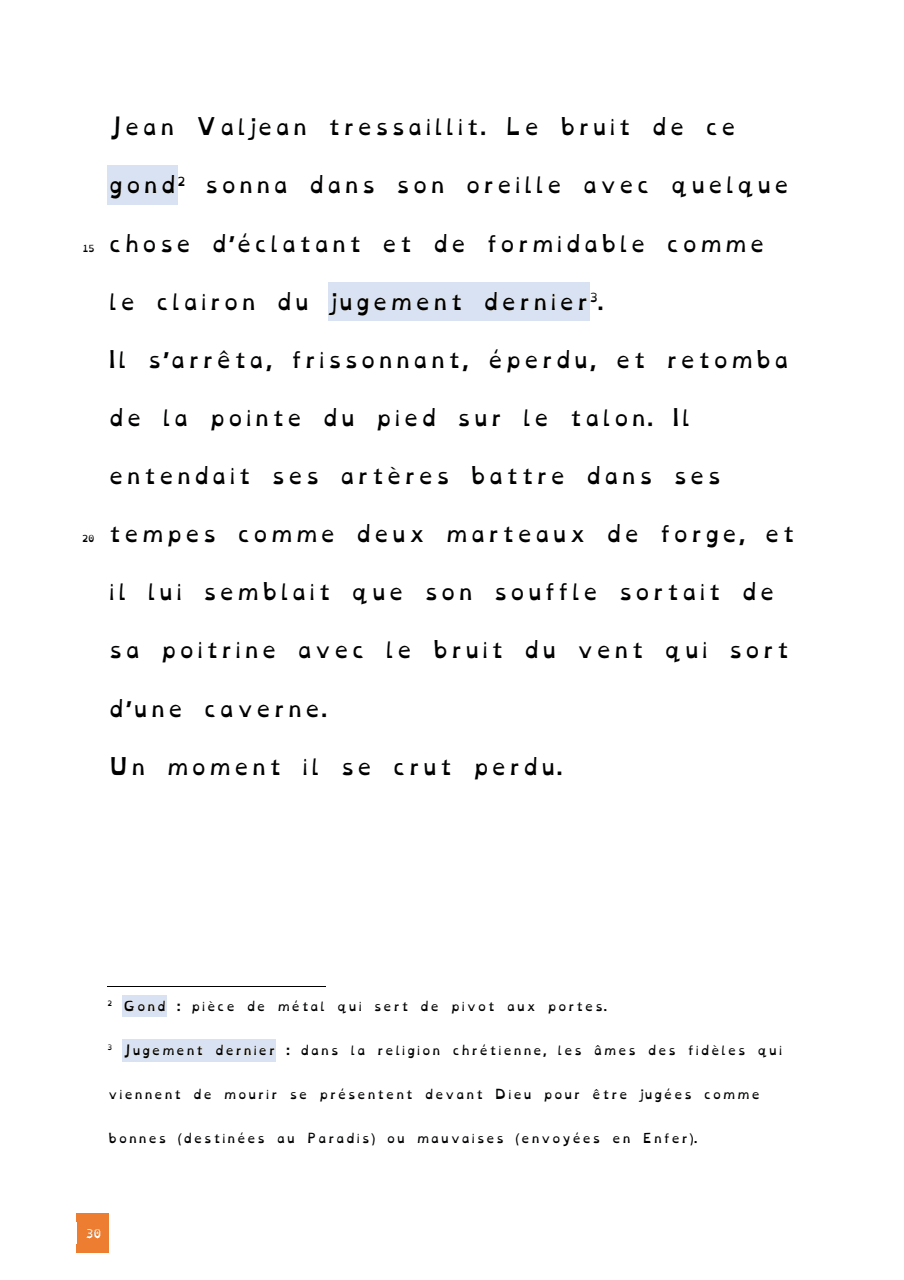 Jean Valjean tressaillit. Le bruit de ce
gond² sonna dans son oreille avec quelque
15 chose d’éclatant et de formidable comme
le clairon du jugement dernier³.
Il s’arrêta, frissonnant, éperdu, et retomba
de la pointe du pied sur le talon. Il
entendait ses artères battre dans ses
20 tempes comme deux marteaux de forge, et
il lui semblait que son souffle sortait de
sa poitrine avec le bruit du vent qui sort
d’une caverne.
Un moment il se crut perdu.
² Gond : pièce de métal qui sert de pivot aux portes.
³ Jugement dernier : dans la religion chrétienne, les âmes des fidèles qui
viennent de mourir se présentent devant Dieu pour être jugées comme
bonnes (destinées au Paradis) ou mauvaises (envoyées en Enfer).
30